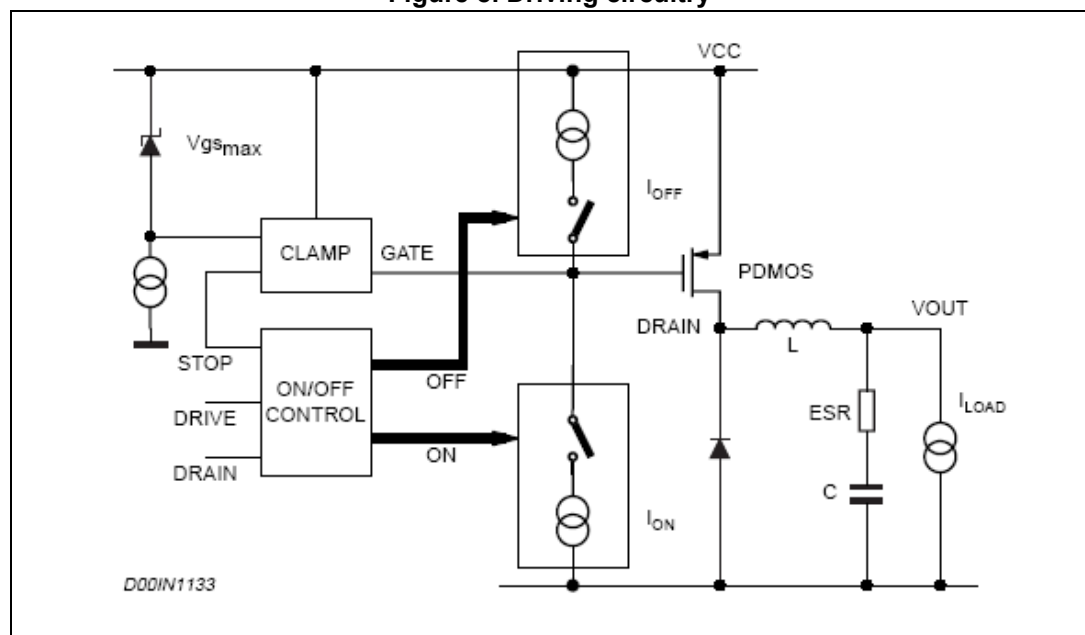 Figure 5. Driving circuitry
VCC
Vgsmax
IOFF
CLAMP
GATE
PDMOS
DRAIN
VOUT
L
STOP
OFF
ON/OFF
CONTROL
DRIVE
ON
DRAIN
ESR
ILOAD
C
ION
D00IN1133